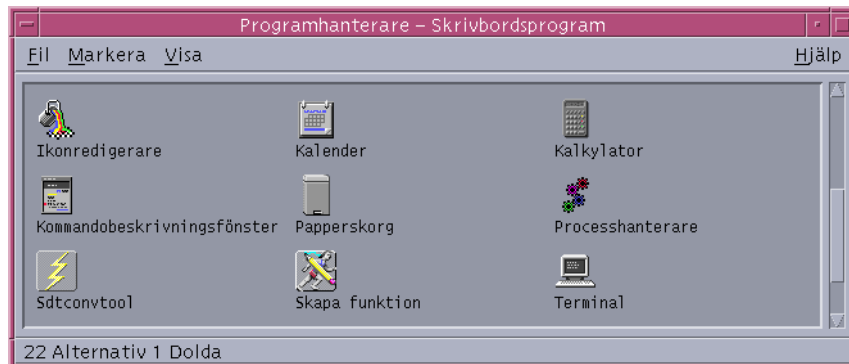 Programhanterare – Skrivbordsprogram
Fil Markera Visa Hjälp
Ikonredigerare Kalender Kalkylator
Kommandobeskrivningsfönster Papperskorg Processhanterare
Sdtconvtool Skapa funktion Terminal
22 Alternativ 1 Dolda